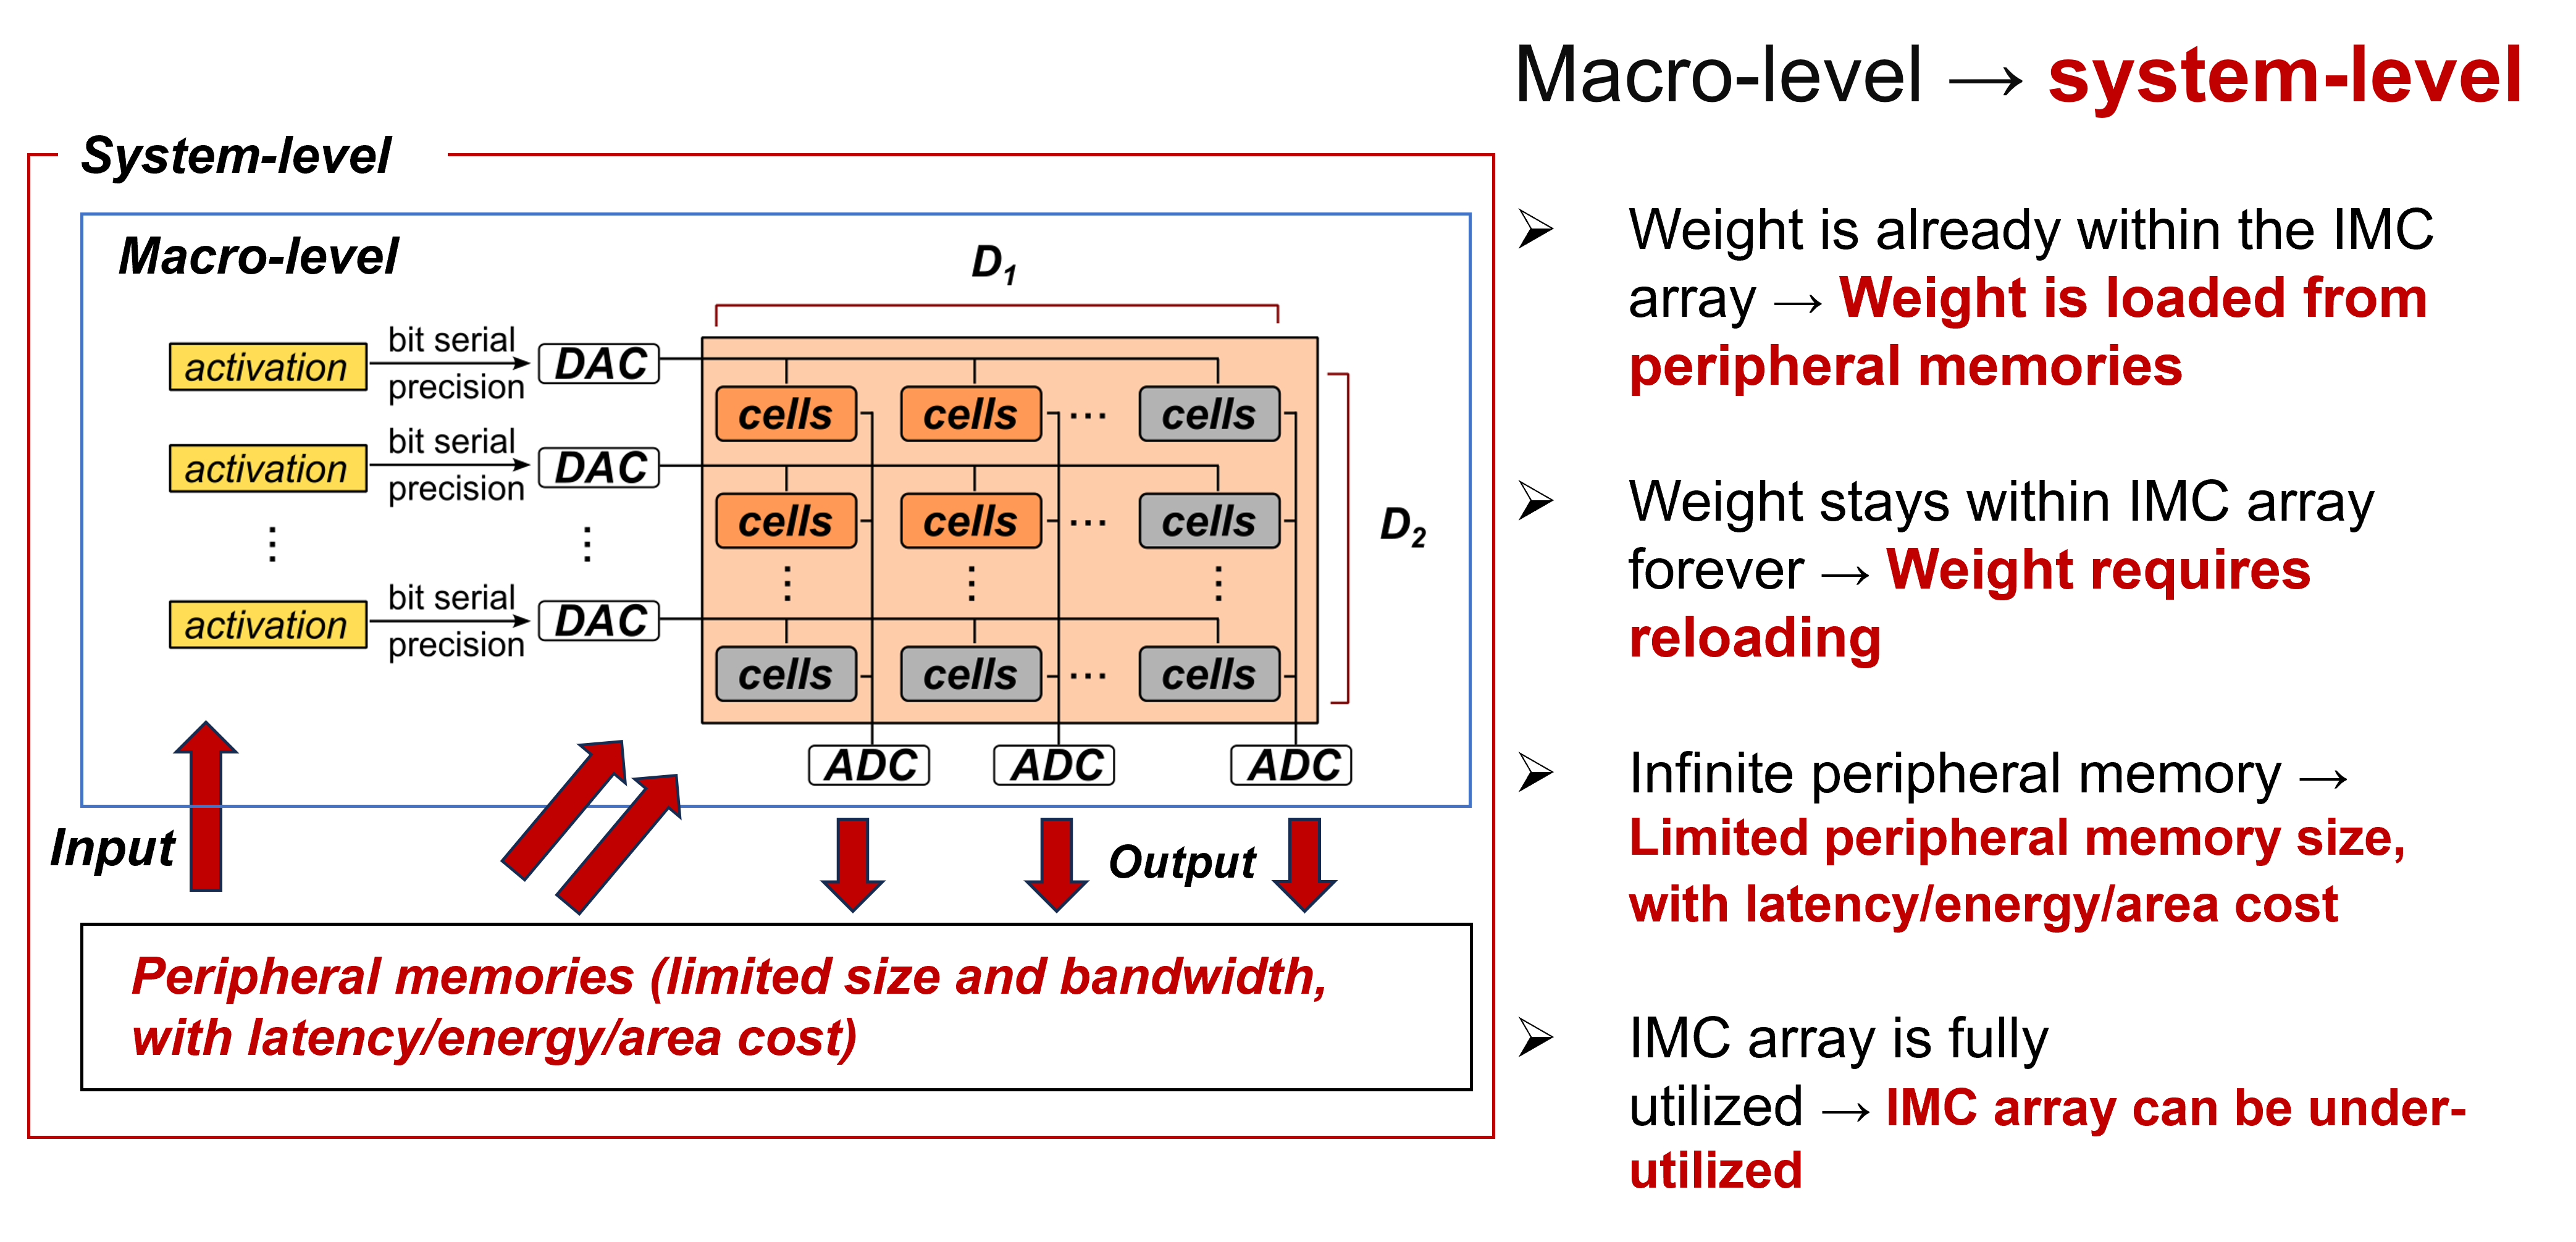 Macro-level → system-level
System-level
Macro-level
D1
activation
bit serial
precision
DAC
cells
cells
...
cells
activation
bit serial
precision
DAC
cells
cells
...
cells
D2
activation
bit serial
precision
DAC
cells
cells
...
cells
ADC
ADC
ADC
Input
Output
Peripheral memories (limited size and bandwidth,
with latency/energy/area cost)
➢ Weight is already within the IMC
array → Weight is loaded from
peripheral memories
➢ Weight stays within IMC array
forever → Weight requires
reloading
➢ Infinite peripheral memory →
Limited peripheral memory size,
with latency/energy/area cost
➢ IMC array is fully
utilized → IMC array can be under-
utilized